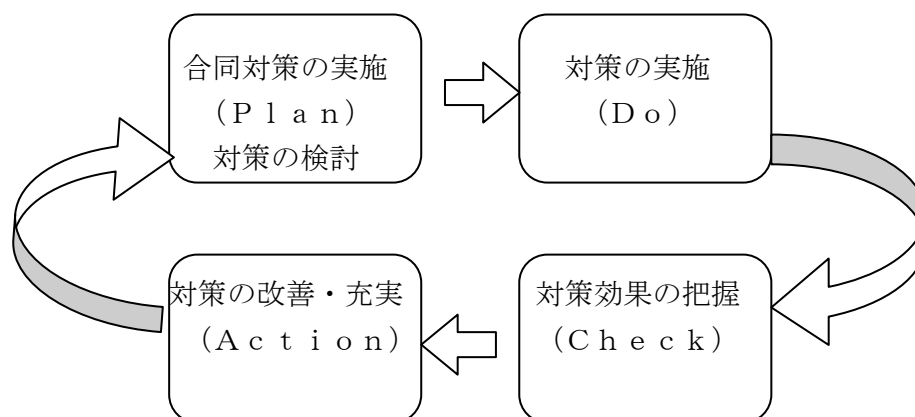 合同対策の実施
（Ｐｌａｎ）
対策の検討
対策の実施
（Ｄｏ）
対策の改善・充実
（Ａｃｔｉｏｎ）
対策効果の把握
（Ｃｈｅｃｋ）